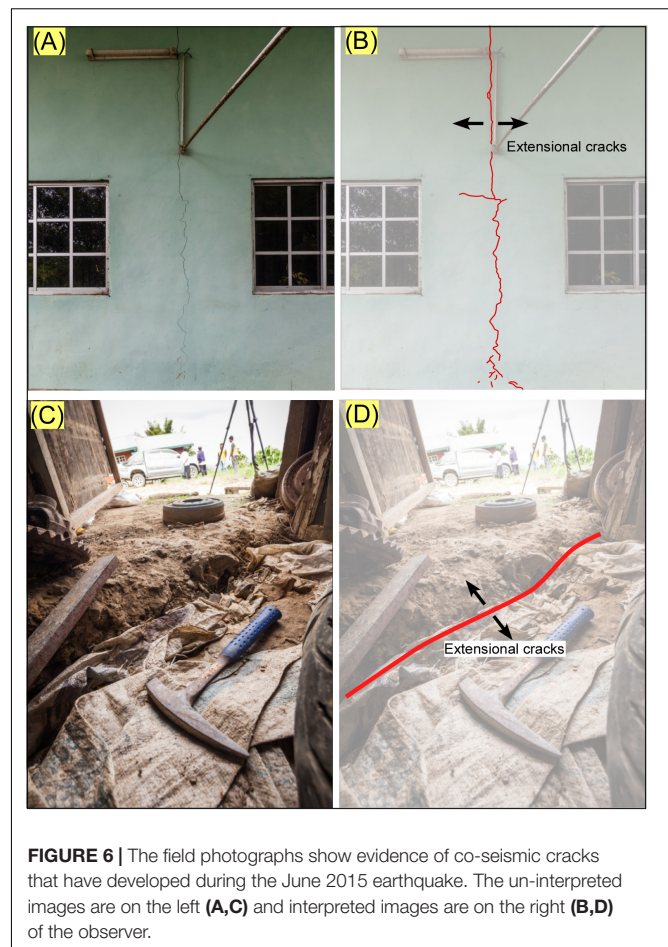 (A)
(B)
Extensional cracks
(C)
(D)
Extensional cracks
FIGURE 6 | The field photographs show evidence of co-seismic cracks
that have developed during the June 2015 earthquake. The un-interpreted
images are on the left (A,C) and interpreted images are on the right (B,D)
of the observer.